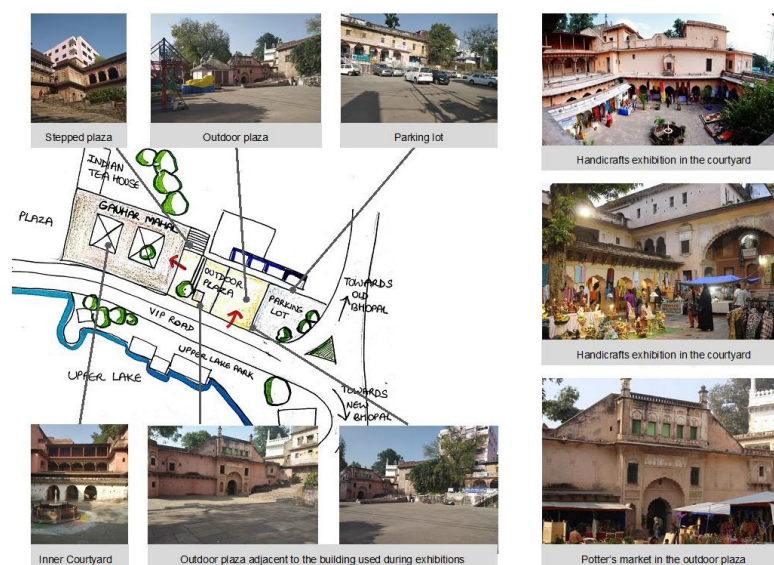 Stepped plaza
Outdoor plaza
Parking lot
Handicrafts exhibition in the courtyard
INDIAN
TEA HOUSE
GAUHAR MAHAL
PLAZA
OUTDOOR
PLAZA
PARKING
LOT
TOWARDS
OLD
BHOPAL
VIP ROAD
UPPER LAKE PARK
UPPER LAKE
TOWARDS
NEW
BHOPAL
Handicrafts exhibition in the courtyard
Inner Courtyard
Outdoor plaza adjacent to the building used during exhibitions
Potter's market in the outdoor plaza